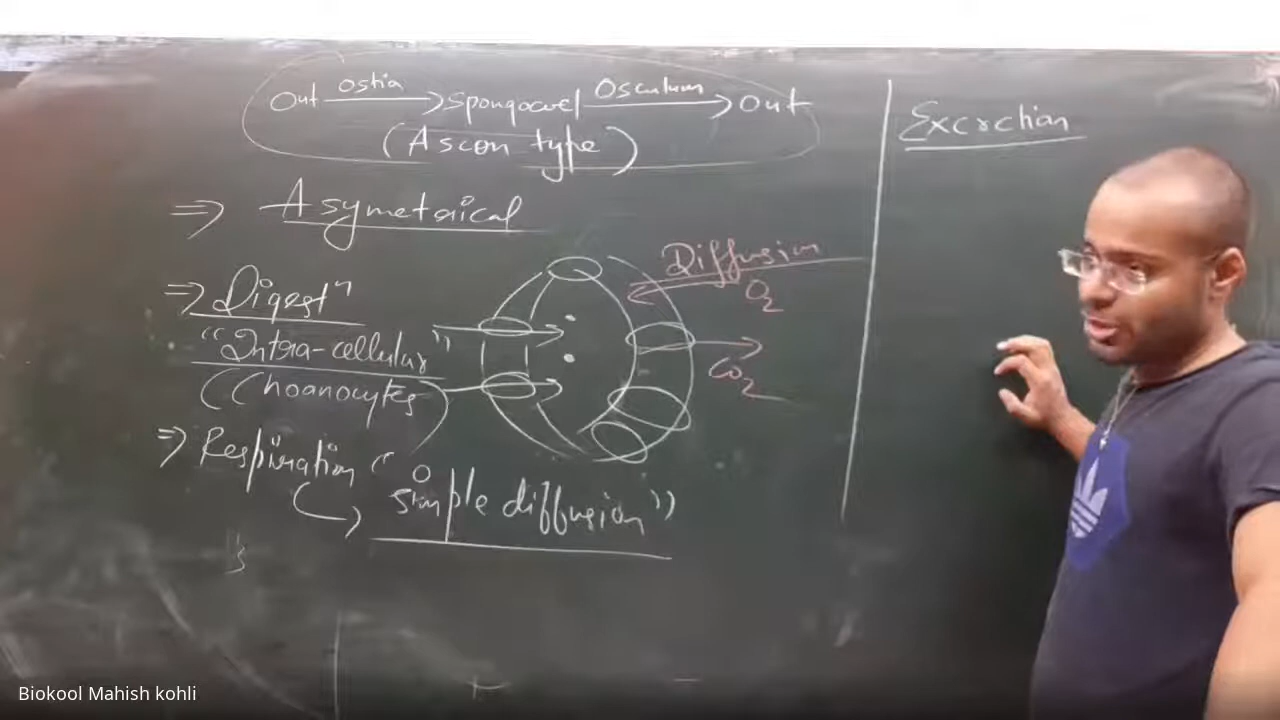 Out ostia → Spongocoel Osculum → Out
(Ascon type)
⇒ Asymetrical
⇒ Digestⁿ
"Intra-cellular"
(Choanocytes)
⇒ Respiration
"simple diffusion"
Diffusion
O₂
CO₂
Excretion
Biokool Mahish kohli